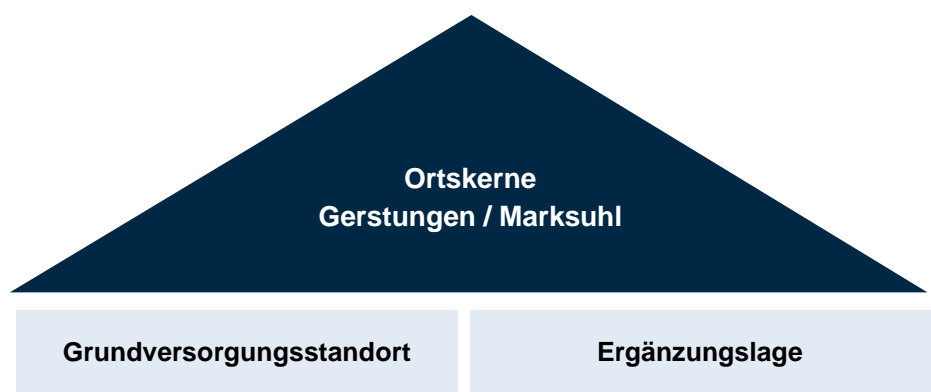 Ortskerne
Gerstungen / Marksuhl
Grundversorgungsstandort
Ergänzungslage